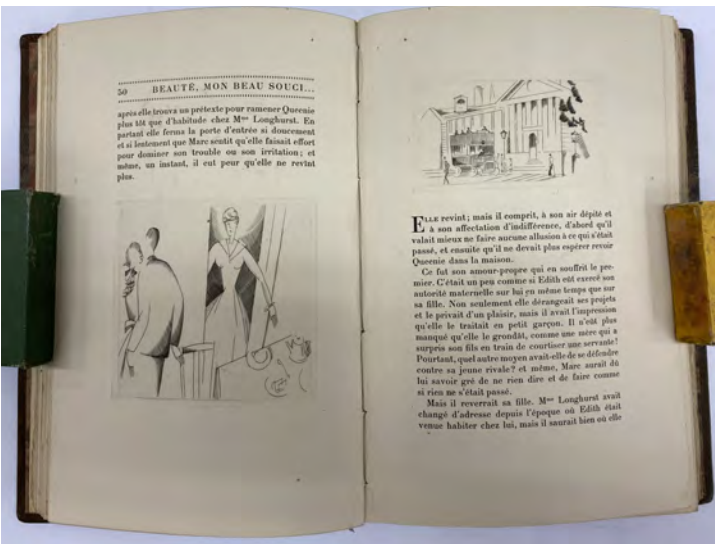 50 BEAUTÉ, MON BEAU SOUCI...
après elle trouva un prétexte pour ramener Queenie
plus tôt que d'habitude chez Mme Longhurst. En
partant elle ferma la porte d'entrée si doucement
et si lentement que Marc sentit qu'elle faisait effort
pour dominer son trouble ou son irritation; et
même, un instant, il eut peur qu'elle ne revînt
plus.
ELLE revint; mais il comprit, à son air dépité et
à son affectation d'indifférence, d'abord qu'il
valait mieux ne faire aucune allusion à ce qui s'était
passé, et ensuite qu'il ne devait plus espérer revoir
Queenie dans la maison.
Ce fut son amour-propre qui en souffrit le pre-
mier. C'était un peu comme si Edith eût exercé son
autorité maternelle sur lui en même temps que sur
sa fille. Non seulement elle dérangeait ses projets
et le privait d'un plaisir, mais il avait l'impression
qu'elle le traitait en petit garçon. Il n'eût plus
manqué qu'elle le grondât, comme une mère qui a
surpris son fils en train de courtiser une servante!
Pourtant, quel autre moyen avait-elle de se défendre
contre sa jeune rivale? et même, Marc aurait dû
lui savoir gré de ne rien dire et de faire comme
si rien ne s'était passé.
Mais il reverrait sa fille. Mme Longhurst avait
changé d'adresse depuis l'époque où Edith était
venue habiter chez lui, mais il saurait bien où elle